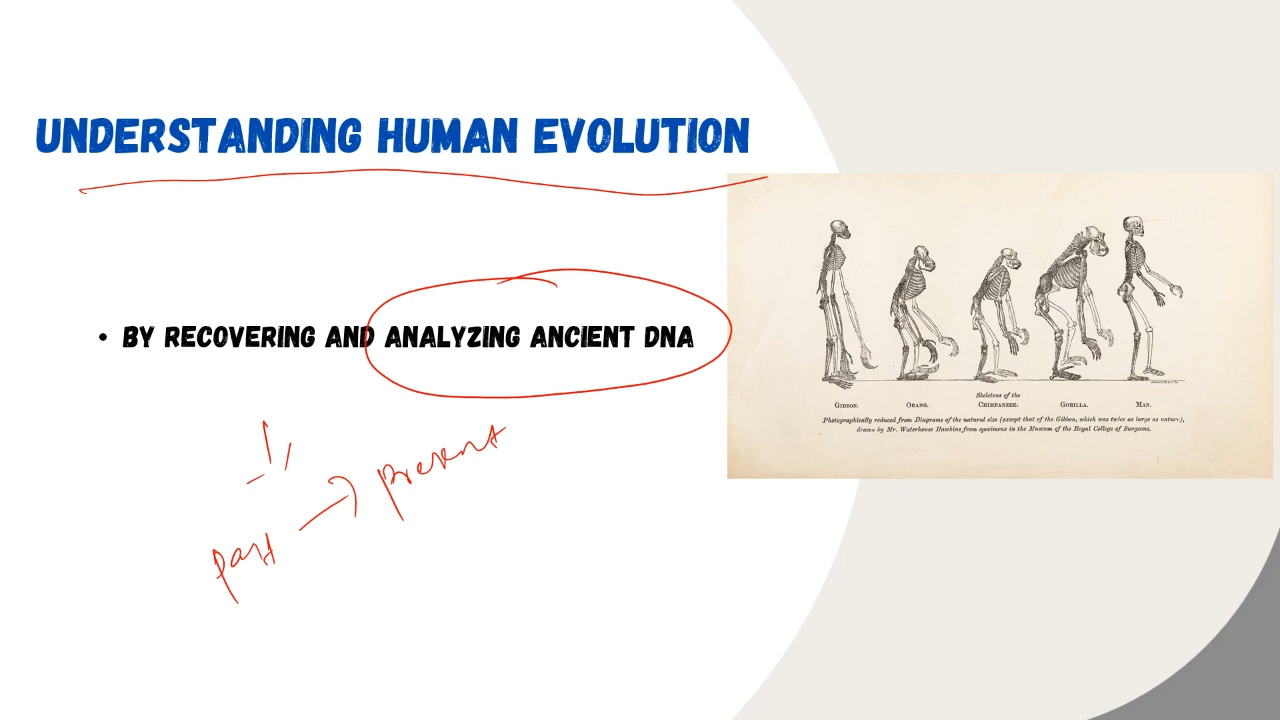 UNDERSTANDING HUMAN EVOLUTION
• BY RECOVERING AND ANALYZING ANCIENT DNA
past → present
Skeletons of the
GIBBON. ORANG. CHIMPANZEE. GORILLA. MAN.
Photographically reduced from Diagrams of the natural size (except that of the Gibbon, which was twice as large as nature),
drawn by Mr. Waterhouse Hawkins from specimens in the Museum of the Royal College of Surgeons.